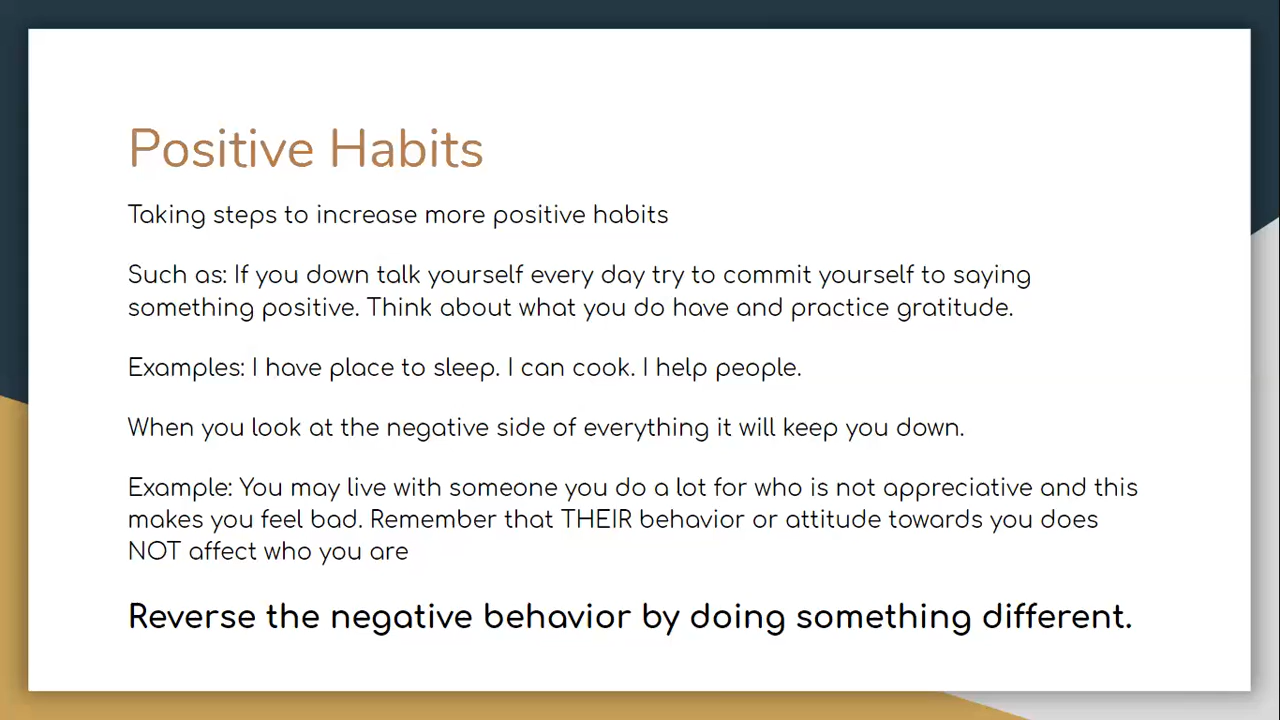 Positive Habits
Taking steps to increase more positive habits
Such as: If you down talk yourself every day try to commit yourself to saying
something positive. Think about what you do have and practice gratitude.
Examples: I have place to sleep. I can cook. I help people.
When you look at the negative side of everything it will keep you down.
Example: You may live with someone you do a lot for who is not appreciative and this
makes you feel bad. Remember that THEIR behavior or attitude towards you does
NOT affect who you are
Reverse the negative behavior by doing something different.